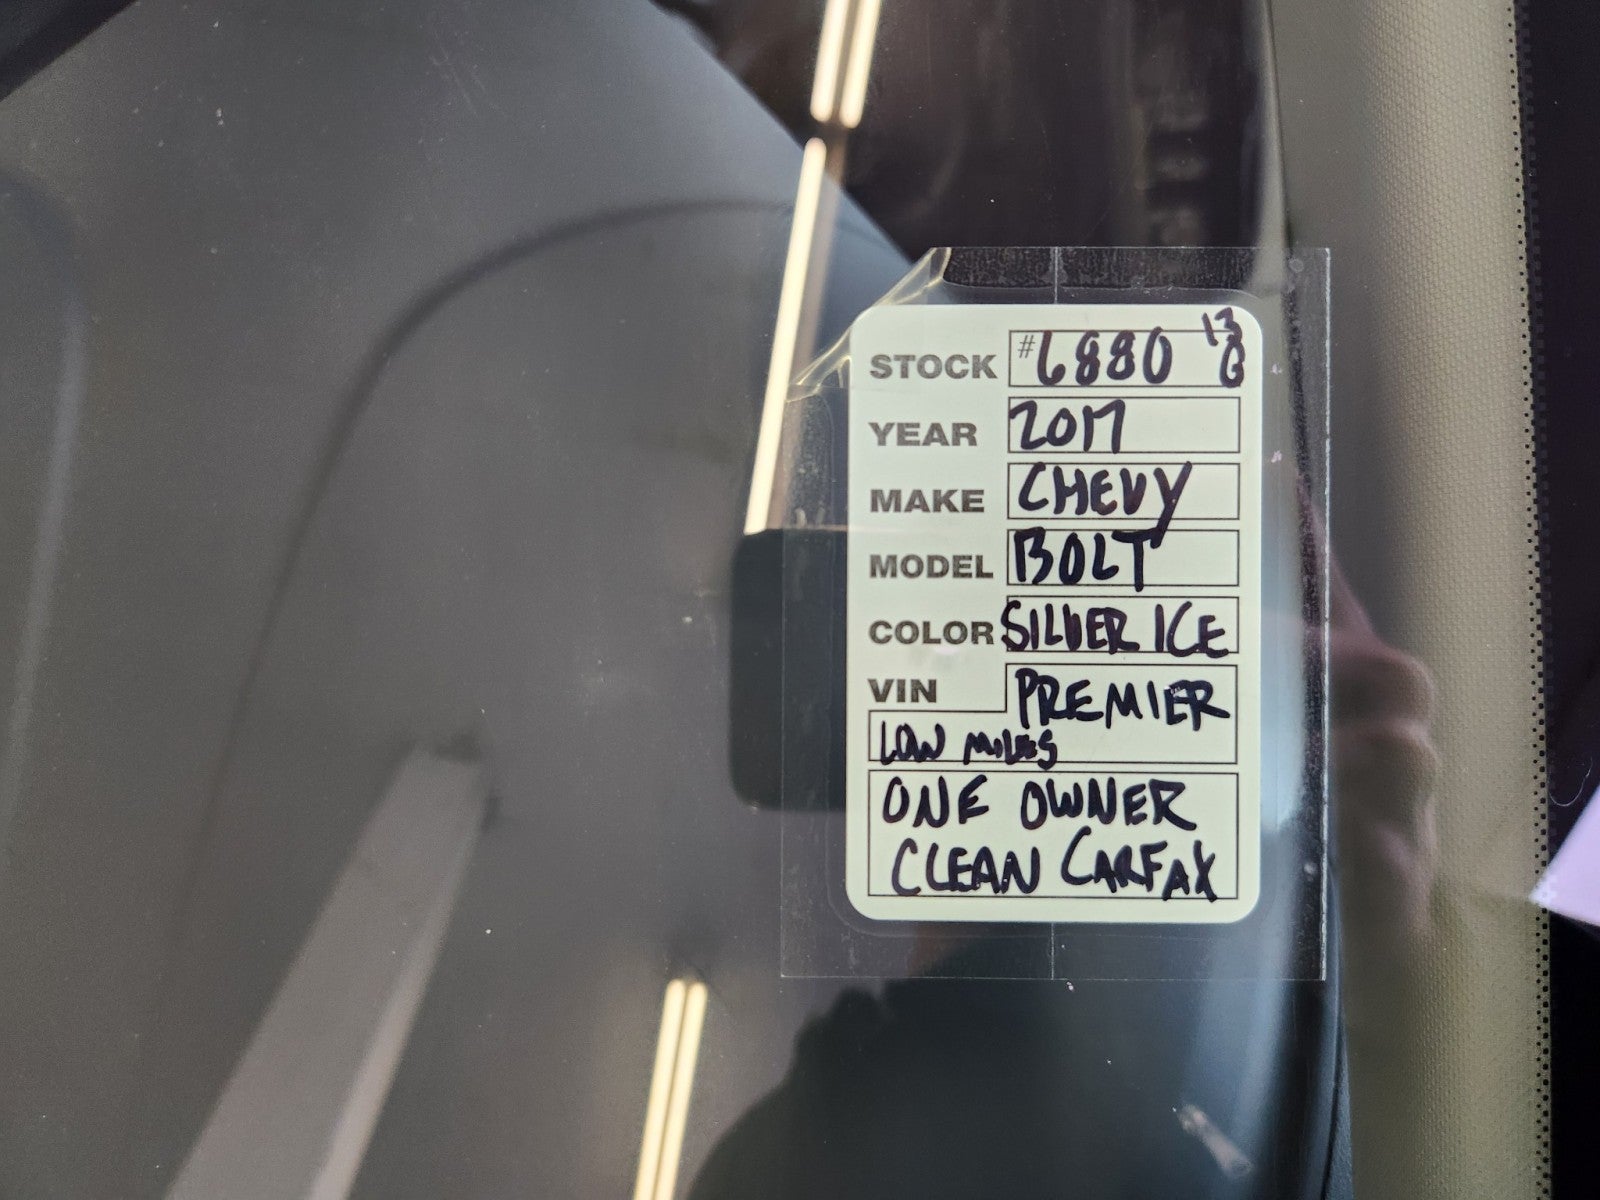 STOCK #6880 13
YEAR 2017
MAKE CHEVY
MODEL BOLT
COLOR SILVER ICE
VIN PREMIER
LOW MILES
ONE OWNER
CLEAN CARFAX